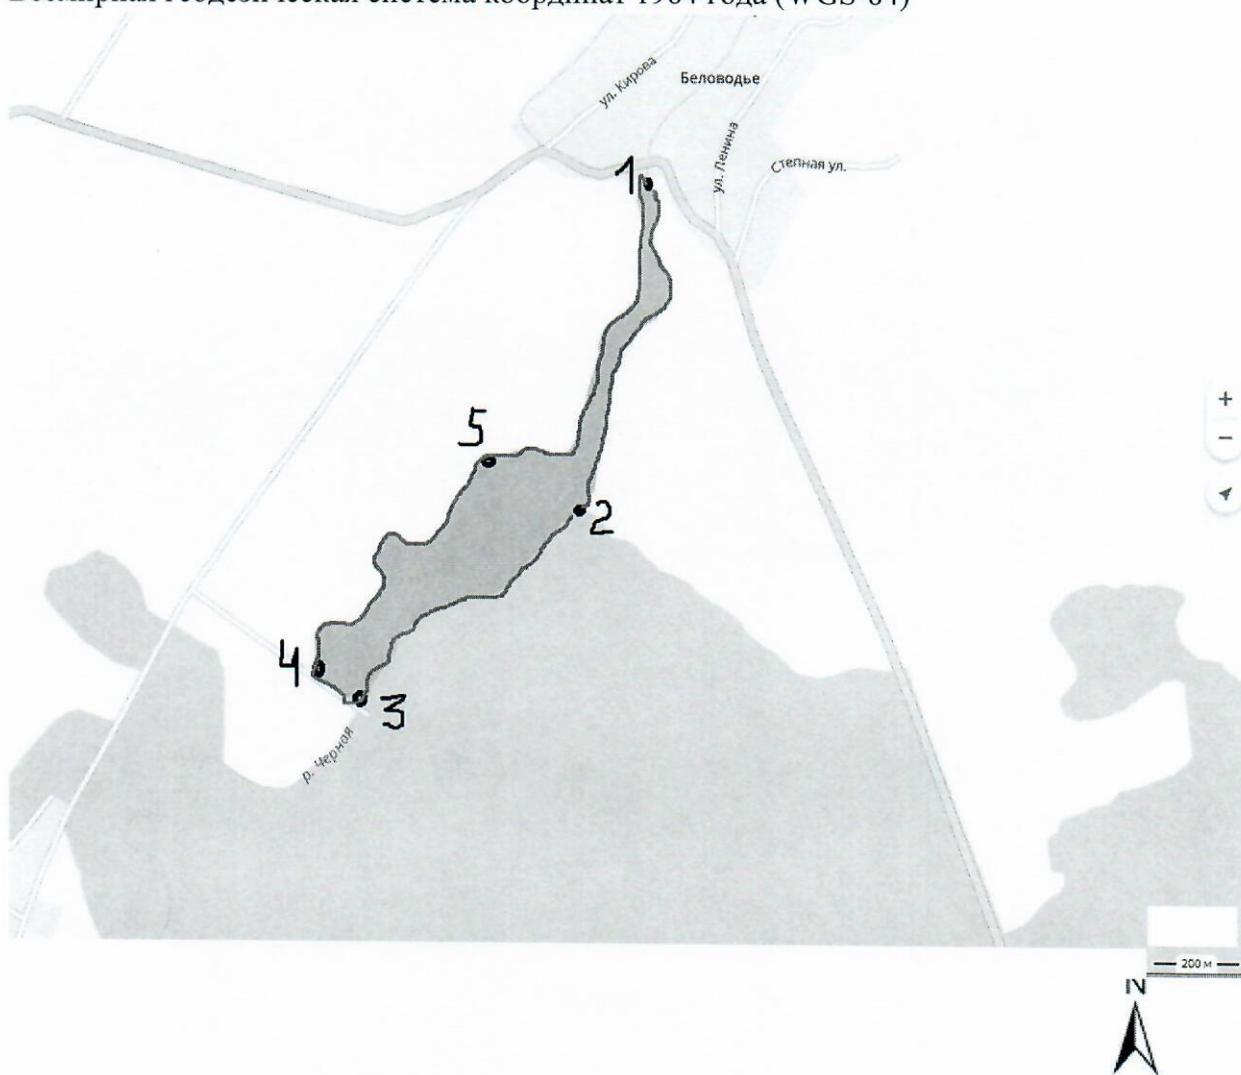 Всемирная геодезическая система координат 1984 года (WGS-84)
Беловодье
ул. Кирова
ул. Ленина
Степная ул.
1
5
2
4
3
р. Черная
+
−
200 м
N